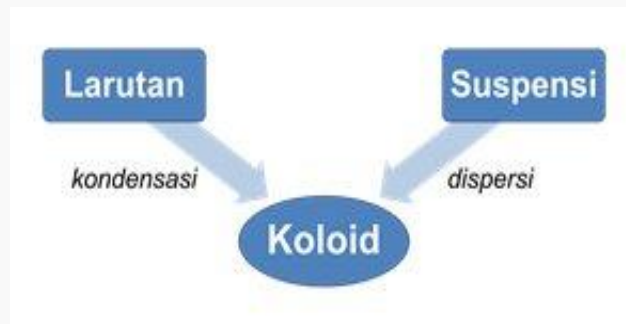 Larutan
Suspensi
kondensasi
dispersi
Koloid